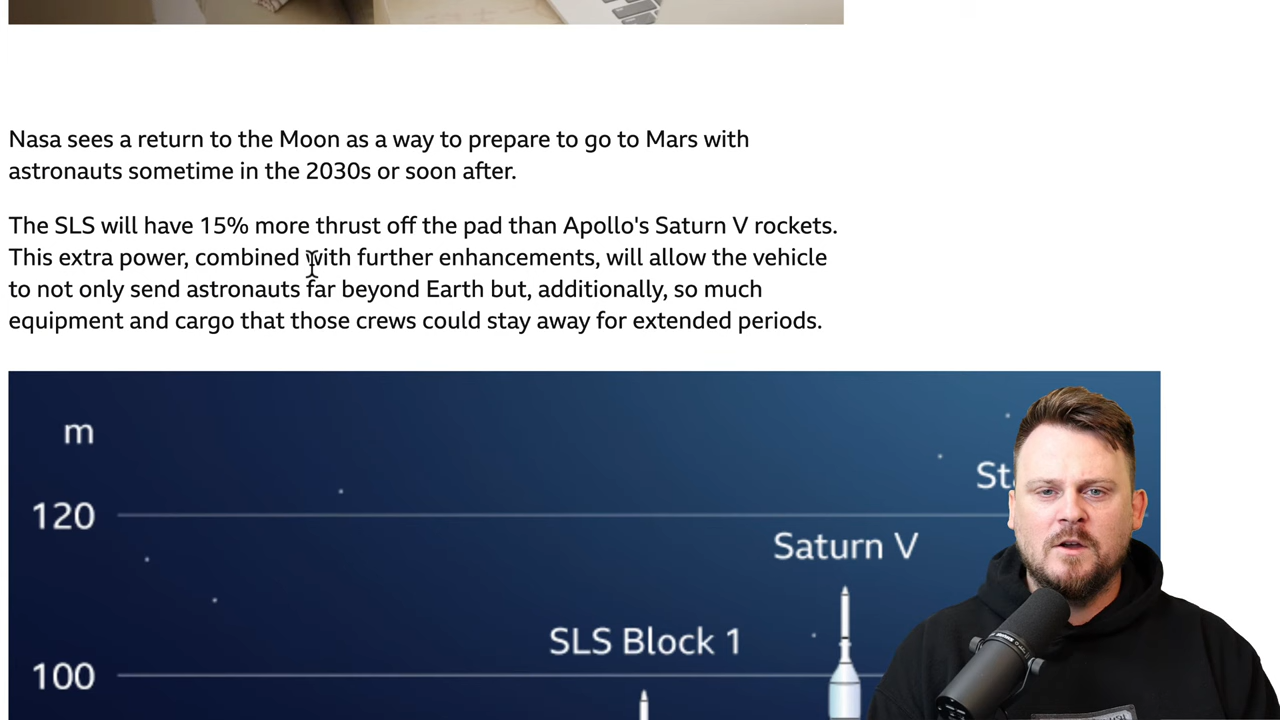 Nasa sees a return to the Moon as a way to prepare to go to Mars with
astronauts sometime in the 2030s or soon after.
The SLS will have 15% more thrust off the pad than Apollo's Saturn V rockets.
This extra power, combined with further enhancements, will allow the vehicle
to not only send astronauts far beyond Earth but, additionally, so much
equipment and cargo that those crews could stay away for extended periods.
m
120
Saturn V
SLS Block 1
100